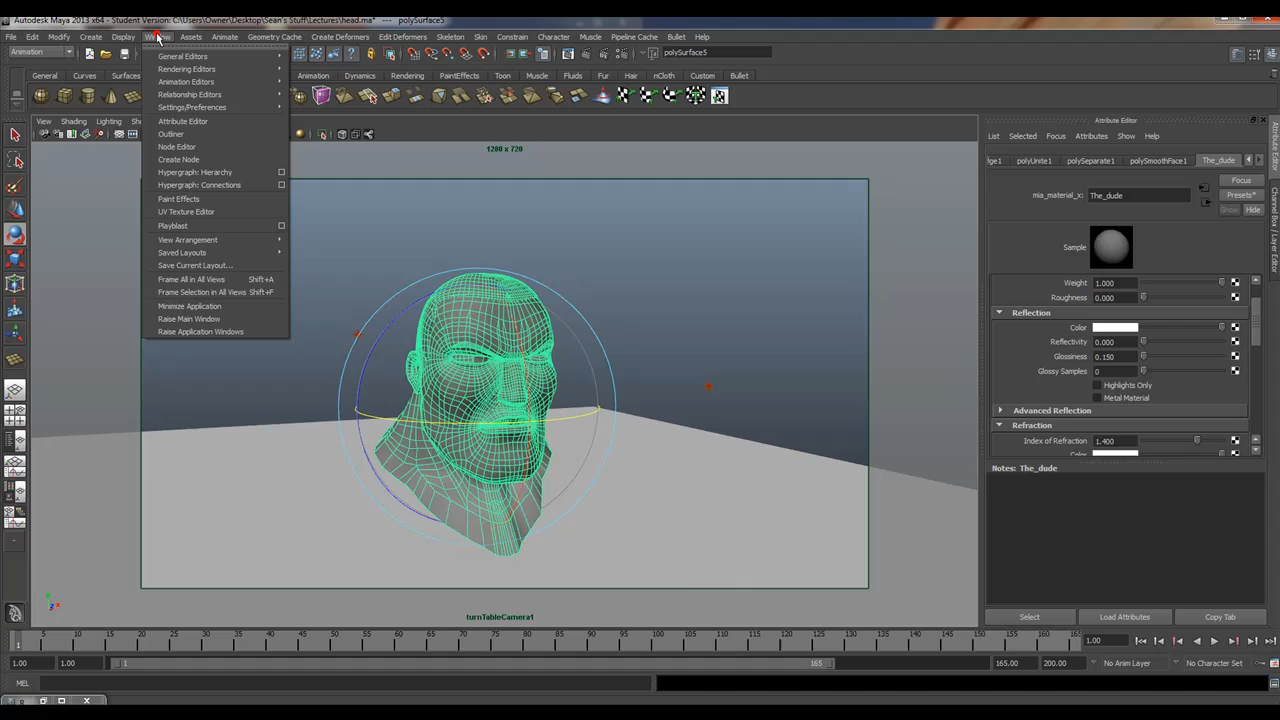 Autodesk Maya 2013 x64 - Student Version: C:\Users\Owner\Desktop\Sean's Stuff\Lectures\head.ma* --- polySurface5
File Edit Modify Create Display Window Assets Animate Geometry Cache Create Deformers Edit Deformers Skeleton Skin Constrain Character Muscle Pipeline Cache Bullet Help
Animation
polySurface5
General Curves Surfaces Animation Dynamics Rendering PaintEffects Toon Muscle Fluids Fur Hair nCloth Custom Bullet
General Editors
Rendering Editors
Animation Editors
Relationship Editors
Settings/Preferences
Attribute Editor
Outliner
Node Editor
Create Node
Hypergraph: Hierarchy
Hypergraph: Connections
Paint Effects
UV Texture Editor
Playblast
View Arrangement
Saved Layouts
Save Current Layout...
Frame All in All Views Shift+A
Frame Selection in All Views Shift+F
Minimize Application
Raise Main Window
Raise Application Windows
View Shading Lighting
1280 x 720
turnTableCamera1
Attribute Editor
List Selected Focus Attributes Show Help
polyUnite1 polySeparate1 polySmoothFace1 The_dude
Focus
mia_material_x: The_dude
Presets*
Show Hide
Sample
Weight 1.000
Roughness 0.000
Reflection
Color
Reflectivity 0.000
Glossiness 0.150
Glossy Samples 0
Highlights Only
Metal Material
Advanced Reflection
Refraction
Index of Refraction 1.400
Color
Notes: The_dude
Select Load Attributes Copy Tab
Attribute Editor
Channel Box / Layer Editor
5 10 15 20 25 30 35 40 45 50 55 60 65 70 75 80 85 90 95 100 105 110 115 120 125 130 135 140 145 150 155 160 165
1
1.00
1.00 1.00 1 165 165.00 200.00 No Anim Layer No Character Set
MEL